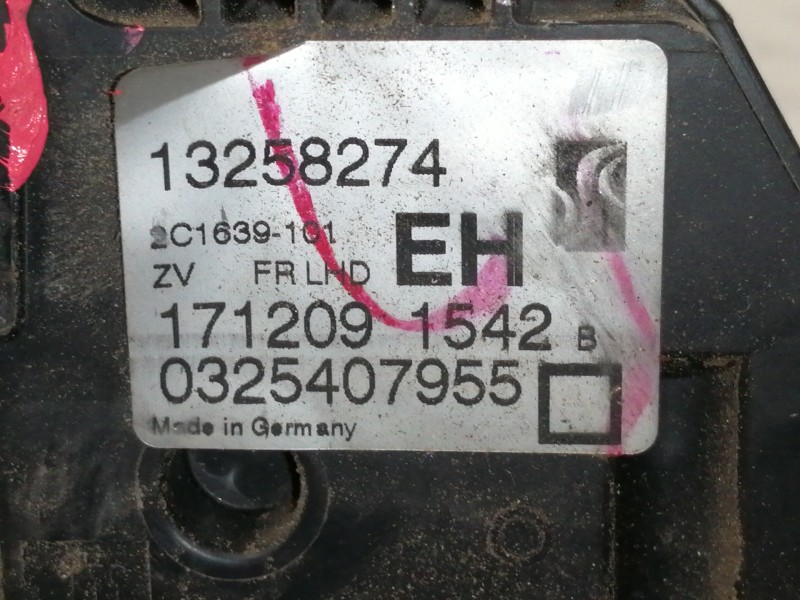 13258274
2C1639-101
EH
ZV FR LHD
171209 1542 B
0325407955
Made in Germany